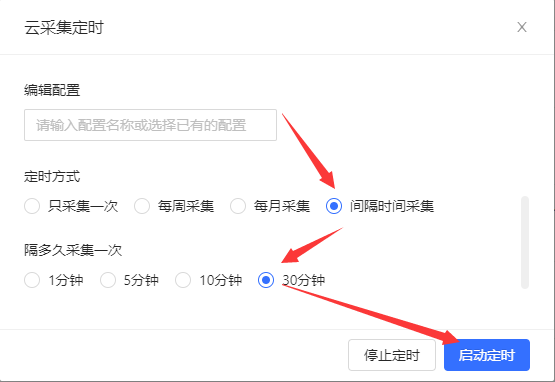 云采集定时
编辑配置
请输入配置名称或选择已有的配置
定时方式
只采集一次 每周采集 每月采集 间隔时间采集
隔多久采集一次
1分钟 5分钟 10分钟 30分钟
停止定时 启动定时